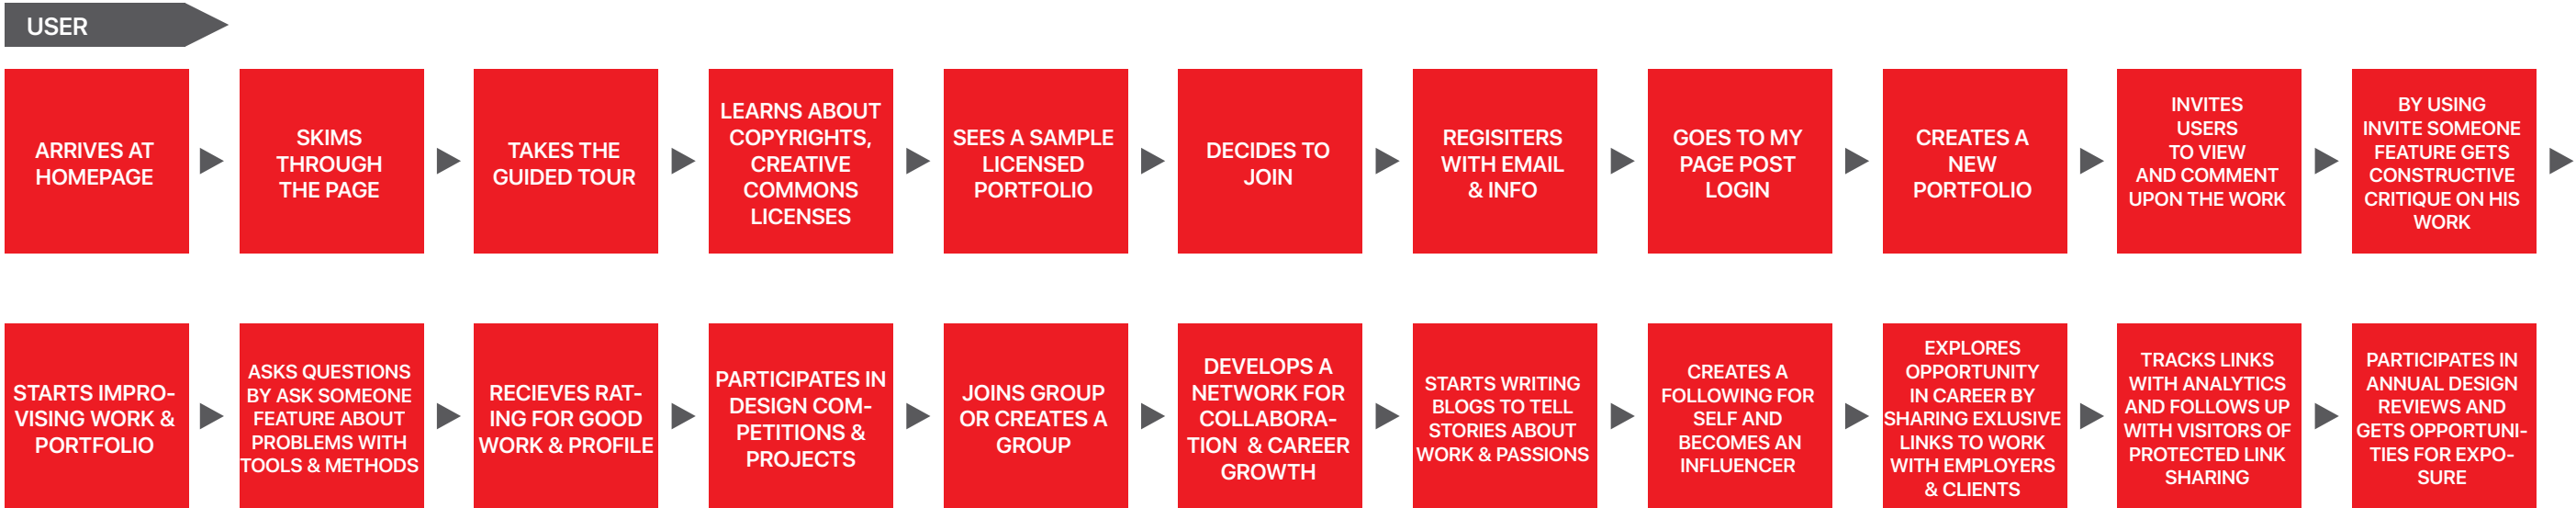 USER
ARRIVES AT
HOMEPAGE
SKIMS
THROUGH
THE PAGE
TAKES THE
GUIDED TOUR
LEARNS ABOUT
COPYRIGHTS,
CREATIVE
COMMONS
LICENSES
SEES A SAMPLE
LICENSED
PORTFOLIO
DECIDES TO
JOIN
REGISITERS
WITH EMAIL
& INFO
GOES TO MY
PAGE POST
LOGIN
CREATES A
NEW
PORTFOLIO
INVITES
USERS
TO VIEW
AND COMMENT
UPON THE WORK
BY USING
INVITE SOMEONE
FEATURE GETS
CONSTRUCTIVE
CRITIQUE ON HIS
WORK
STARTS IMPRO-
VISING WORK &
PORTFOLIO
ASKS QUESTIONS
BY ASK SOMEONE
FEATURE ABOUT
PROBLEMS WITH
TOOLS & METHODS
RECIEVES RAT-
ING FOR GOOD
WORK & PROFILE
PARTICIPATES IN
DESIGN COM-
PETITIONS &
PROJECTS
JOINS GROUP
OR CREATES A
GROUP
DEVELOPS A
NETWORK FOR
COLLABORA-
TION & CAREER
GROWTH
STARTS WRITING
BLOGS TO TELL
STORIES ABOUT
WORK & PASSIONS
CREATES A
FOLLOWING FOR
SELF AND
BECOMES AN
INFLUENCER
EXPLORES
OPPORTUNITY
IN CAREER BY
SHARING EXLUSIVE
LINKS TO WORK
WITH EMPLOYERS
& CLIENTS
TRACKS LINKS
WITH ANALYTICS
AND FOLLOWS UP
WITH VISITORS OF
PROTECTED LINK
SHARING
PARTICIPATES IN
ANNUAL DESIGN
REVIEWS AND
GETS OPPORTUNI-
TIES FOR EXPO-
SURE